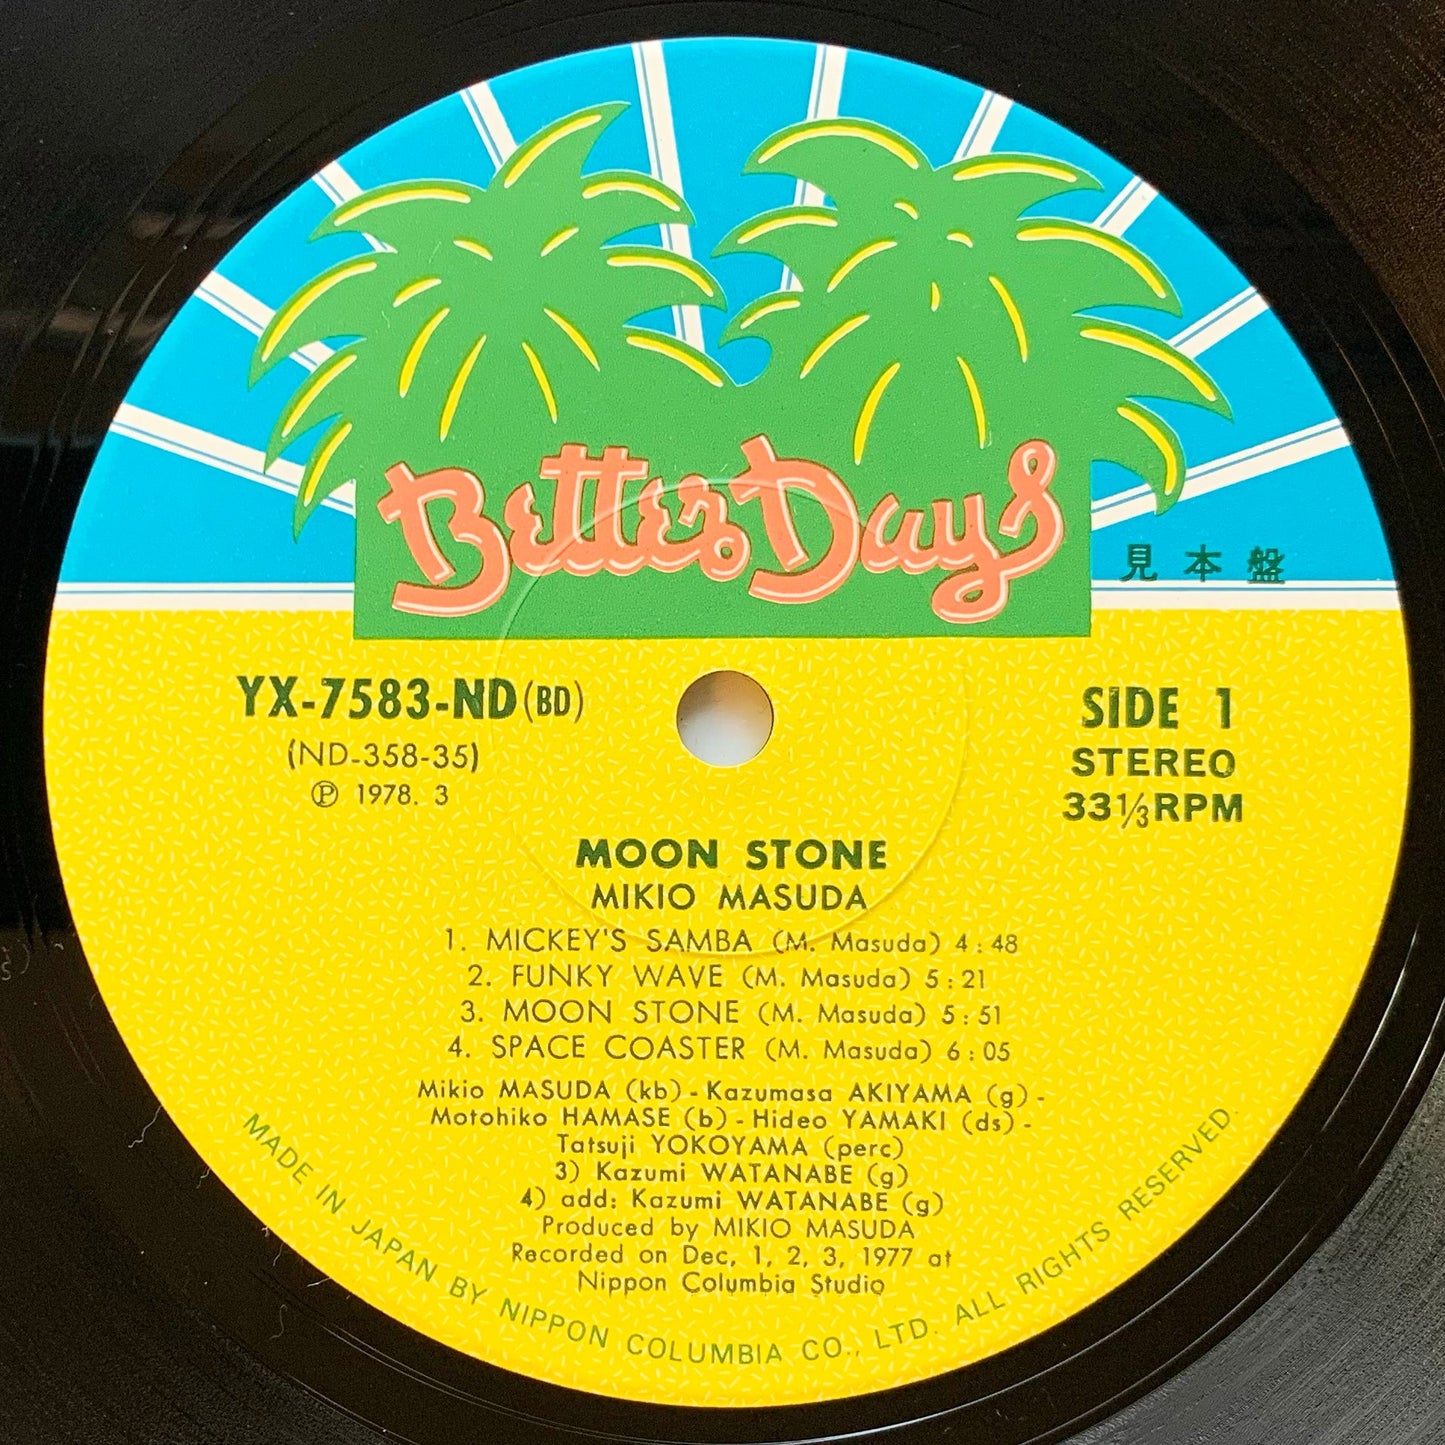 Better Days
見本盤
YX-7583-ND (BD)
(ND-358-35)
Ⓟ 1978. 3
SIDE 1
STEREO
33 1/3 RPM
MOON STONE
MIKIO MASUDA
1. MICKEY'S SAMBA (M. Masuda) 4:48
2. FUNKY WAVE (M. Masuda) 5:21
3. MOON STONE (M. Masuda) 5:51
4. SPACE COASTER (M. Masuda) 6:05
Mikio MASUDA (kb) - Kazumasa AKIYAMA (g) -
Motohiko HAMASE (b) - Hideo YAMAKI (ds) -
Tatsuji YOKOYAMA (perc)
3) Kazumi WATANABE (g)
4) add: Kazumi WATANABE (g)
Produced by MIKIO MASUDA
Recorded on Dec, 1, 2, 3, 1977 at
Nippon Columbia Studio
MADE IN JAPAN BY NIPPON COLUMBIA CO., LTD. ALL RIGHTS RESERVED.